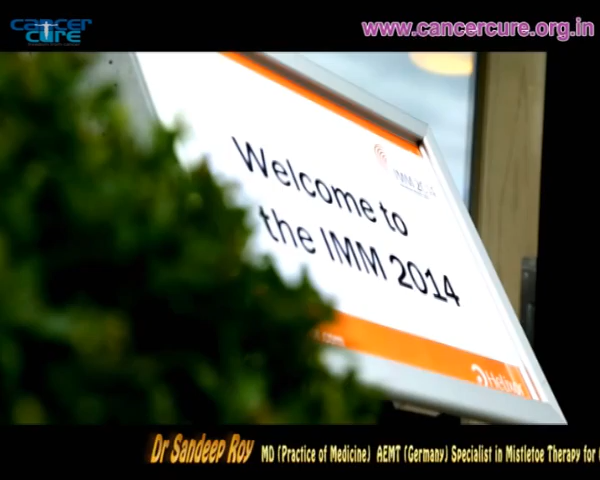 cancer
cure
www.cancercure.org.in
Welcome to
the IMM 2014
Dr Sandeep Roy MD (Practice of Medicine) AEMT (Germany) Specialist in Mistletoe Therapy for